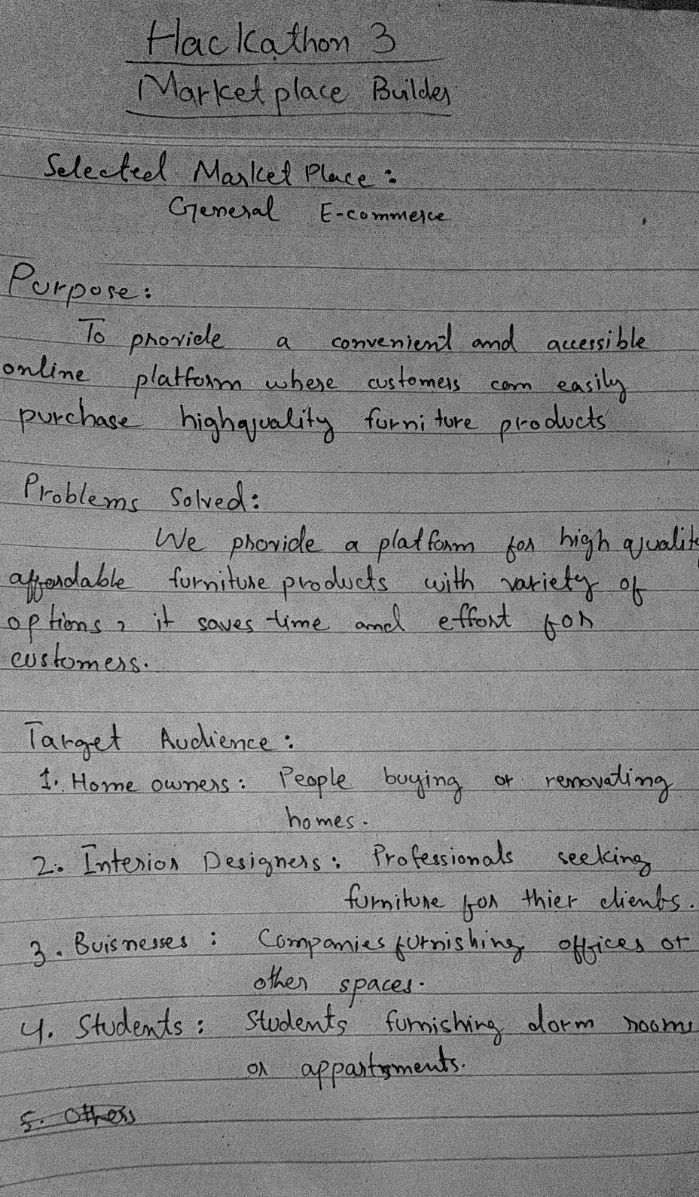 Hackathon 3
Marketplace Builder
Selected Market Place:
General E-commerce
Purpose:
To provide a convenient and accessible
online platform where customers can easily
purchase highquality furniture products
Problems Solved:
We provide a platform for high quality
affordable furniture products with variety of
options, it saves time and effort for
customers.
Target Audience:
1. Home owners: People buying or renovating
homes.
2. Interior Designers: Professionals seeking
furniture for thier clients.
3. Buisnesses: Companies furnishing offices or
other spaces.
4. Students: Students furnishing dorm rooms
or appartments.
5. Others